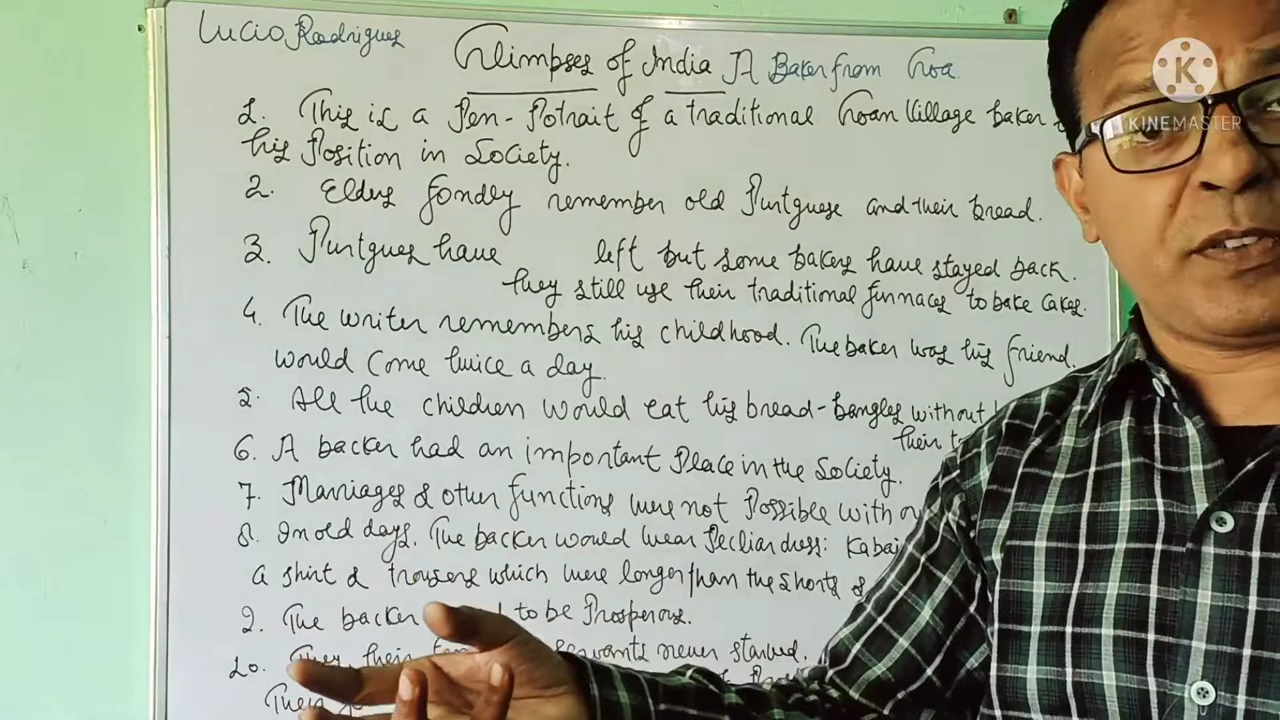 Lucio Rodrigues
Glimpses of India A Baker from Goa.
1. This is a Pen-Potrait of a traditional Goan Village baker
his Position in Society.
2. Elders fondly remember old Purtguese and their bread.
3. Purtgues have left but some bakers have stayed back.
they still use their traditional furnaces to bake cakes.
4. The writer remembers his childhood. The baker was his friend.
would come twice a day.
5. All the children would eat his bread-bangles without
their
6. A backer had an important Place in the Society.
7. Marriages & other functions were not Possible with
8. In old days. The backer would wear Pecliar dress: Kabai
a shirt & trousers which were longer than the shorts &
9. The backer to be Prosperous.
10. They their servants never starved.
Their
K
KINEMASTER